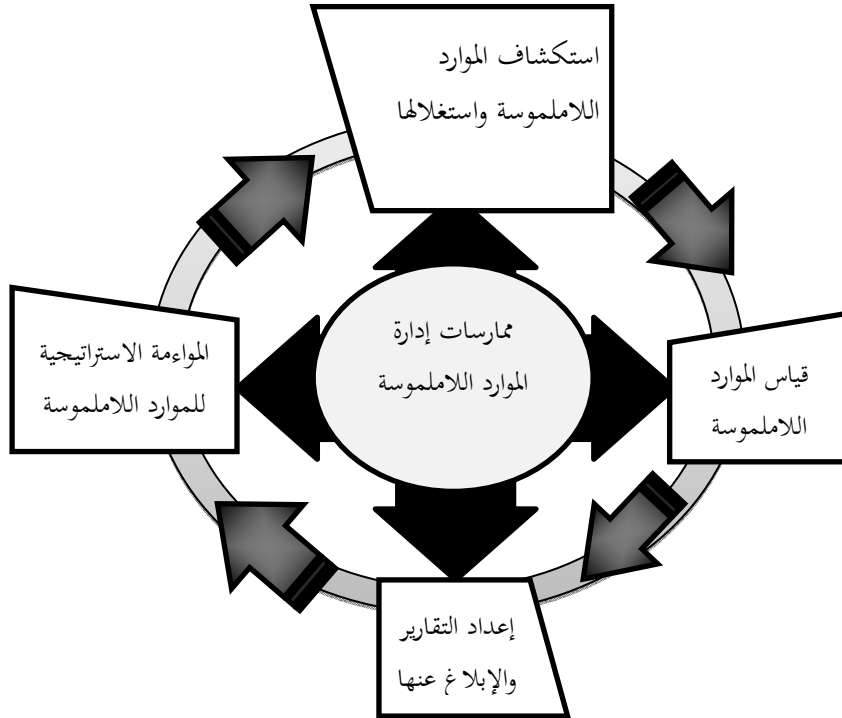 استكشاف الموارد
اللاملموسة واستغلالها
ممارسات إدارة
الموارد اللاملموسة
قياس الموارد
اللاملموسة
إعداد التقارير
والإبلاغ عنها
المواءمة الاستراتيجية
للموارد اللاملموسة